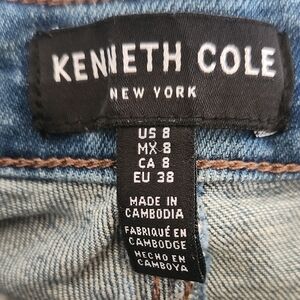 KENNETH COLE
NEW YORK
US 8
MX 8
CA 8
EU 38
MADE IN
CAMBODIA
FABRIQUÉ EN
CAMBODGE
HECHO EN
CAMBOYA